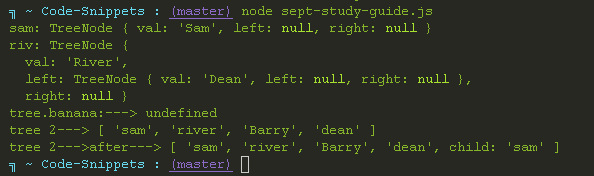 ╗ ~ Code-Snippets : (master) node sept-study-guide.js
sam: TreeNode { val: 'Sam', left: null, right: null }
riv: TreeNode {
  val: 'River',
  left: TreeNode { val: 'Dean', left: null, right: null },
  right: null }
tree.banana:---> undefined
tree 2---> [ 'sam', 'river', 'Barry', 'dean' ]
tree 2--->after---> [ 'sam', 'river', 'Barry', 'dean', child: 'sam' ]
╗ ~ Code-Snippets : (master)